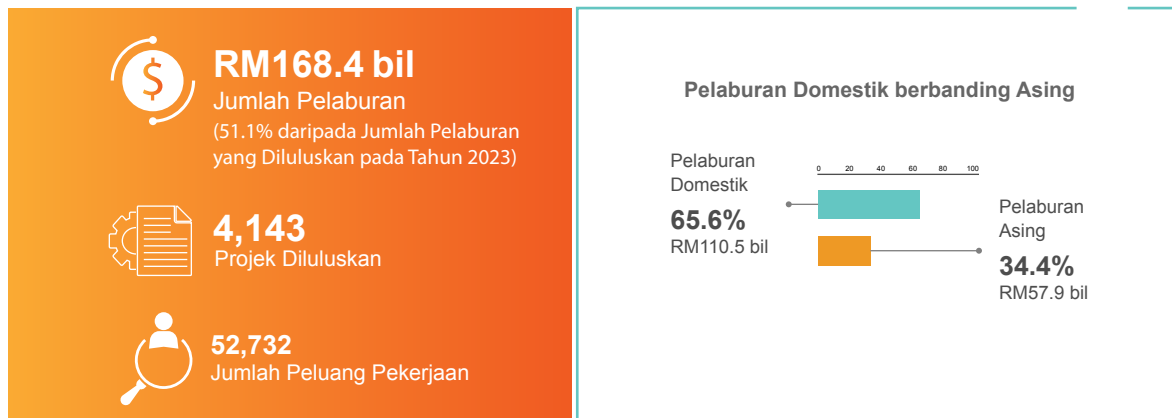 $
RM168.4 bil
Jumlah Pelaburan
(51.1% daripada Jumlah Pelaburan
yang Diluluskan pada Tahun 2023)
4,143
Projek Diluluskan
52,732
Jumlah Peluang Pekerjaan
Pelaburan Domestik berbanding Asing
Pelaburan
Domestik
65.6%
RM110.5 bil
0 20 40 60 80 100
Pelaburan
Asing
34.4%
RM57.9 bil